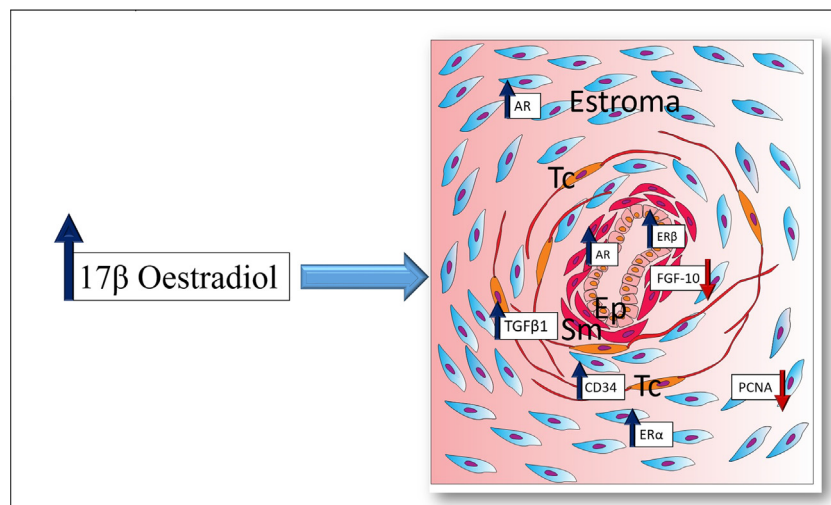 AR
Estroma
Tc
17β Oestradiol
ERβ
AR
FGF-10
Ep
TGFβ1
Sm
CD34
Tc
PCNA
ERα